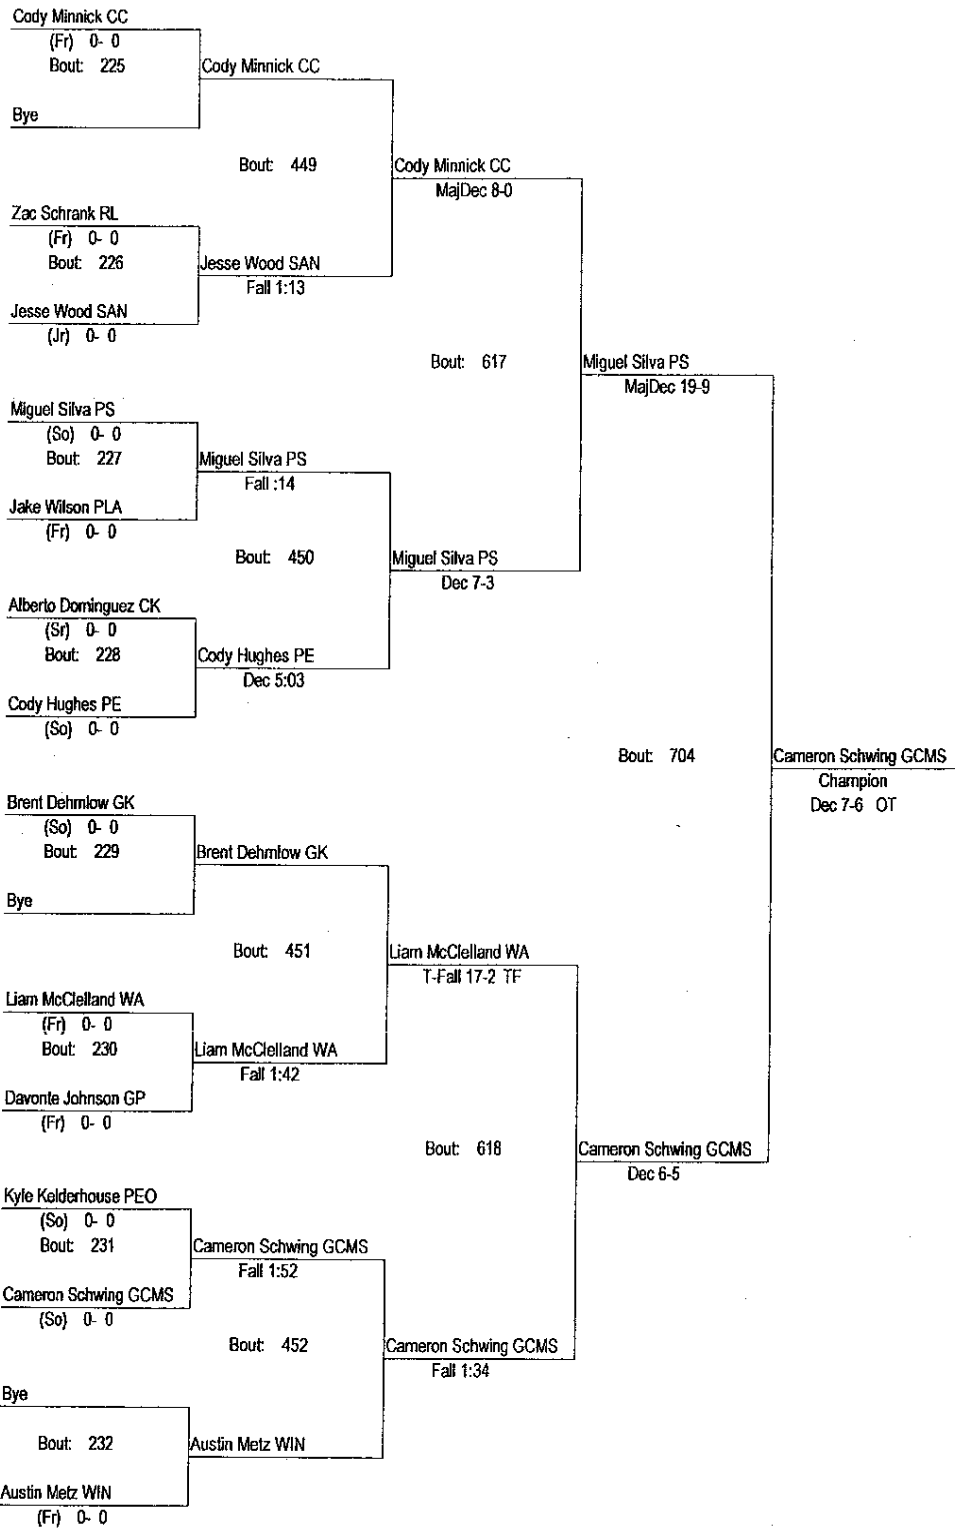 Cody Minnick CC
(Fr) 0- 0
Bout: 225
Cody Minnick CC
Bye
Bout: 449
Cody Minnick CC
MajDec 8-0
Zac Schrank RL
(Fr) 0- 0
Bout: 226
Jesse Wood SAN
Fall 1:13
Jesse Wood SAN
(Jr) 0- 0
Bout: 617
Miguel Silva PS
MajDec 19-9
Miguel Silva PS
(So) 0- 0
Bout: 227
Miguel Silva PS
Fall :14
Jake Wilson PLA
(Fr) 0- 0
Bout: 450
Miguel Silva PS
Dec 7-3
Alberto Dominguez CK
(Sr) 0- 0
Bout: 228
Cody Hughes PE
Dec 5:03
Cody Hughes PE
(So) 0- 0
Bout: 704
Cameron Schwing GCMS
Champion
Dec 7-6 OT
Brent Dehmlow GK
(So) 0- 0
Bout: 229
Brent Dehmlow GK
Bye
Bout: 451
Liam McClelland WA
T-Fall 17-2 TF
Liam McClelland WA
(Fr) 0- 0
Bout: 230
Liam McClelland WA
Fall 1:42
Davonte Johnson GP
(Fr) 0- 0
Bout: 618
Cameron Schwing GCMS
Dec 6-5
Kyle Kelderhouse PEO
(So) 0- 0
Bout: 231
Cameron Schwing GCMS
Fall 1:52
Cameron Schwing GCMS
(So) 0- 0
Bout: 452
Cameron Schwing GCMS
Fall 1:34
Bye
Bout: 232
Austin Metz WIN
Austin Metz WIN
(Fr) 0- 0